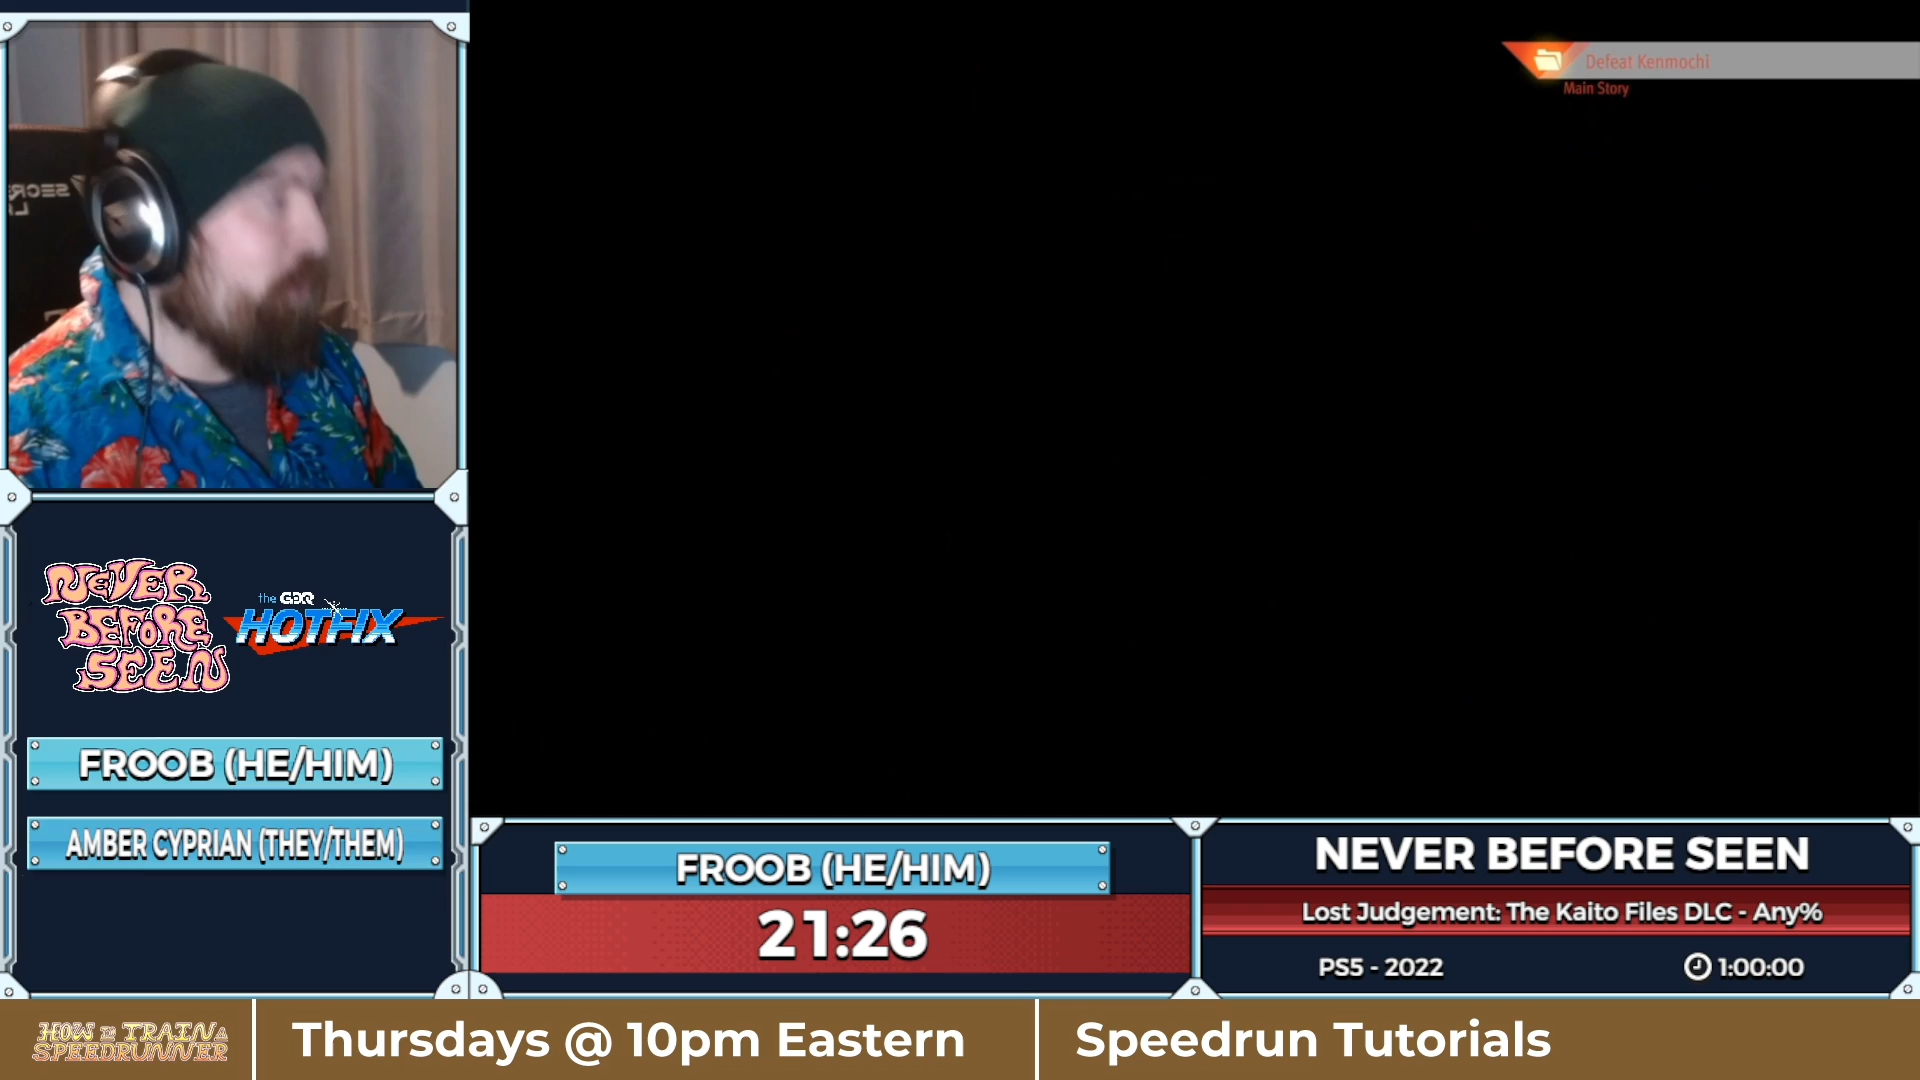 Defeat Kenmochi
Main Story
SECR
NEVER
BEFORE
SEEN
the GDQ
HOTFIX
FROOB (HE/HIM)
AMBER CYPRIAN (THEY/THEM)
FROOB (HE/HIM)
21:26
NEVER BEFORE SEEN
Lost Judgement: The Kaito Files DLC - Any%
PS5 - 2022
1:00:00
HOW TO TRAIN A
SPEEDRUNNER
Thursdays @ 10pm Eastern
Speedrun Tutorials